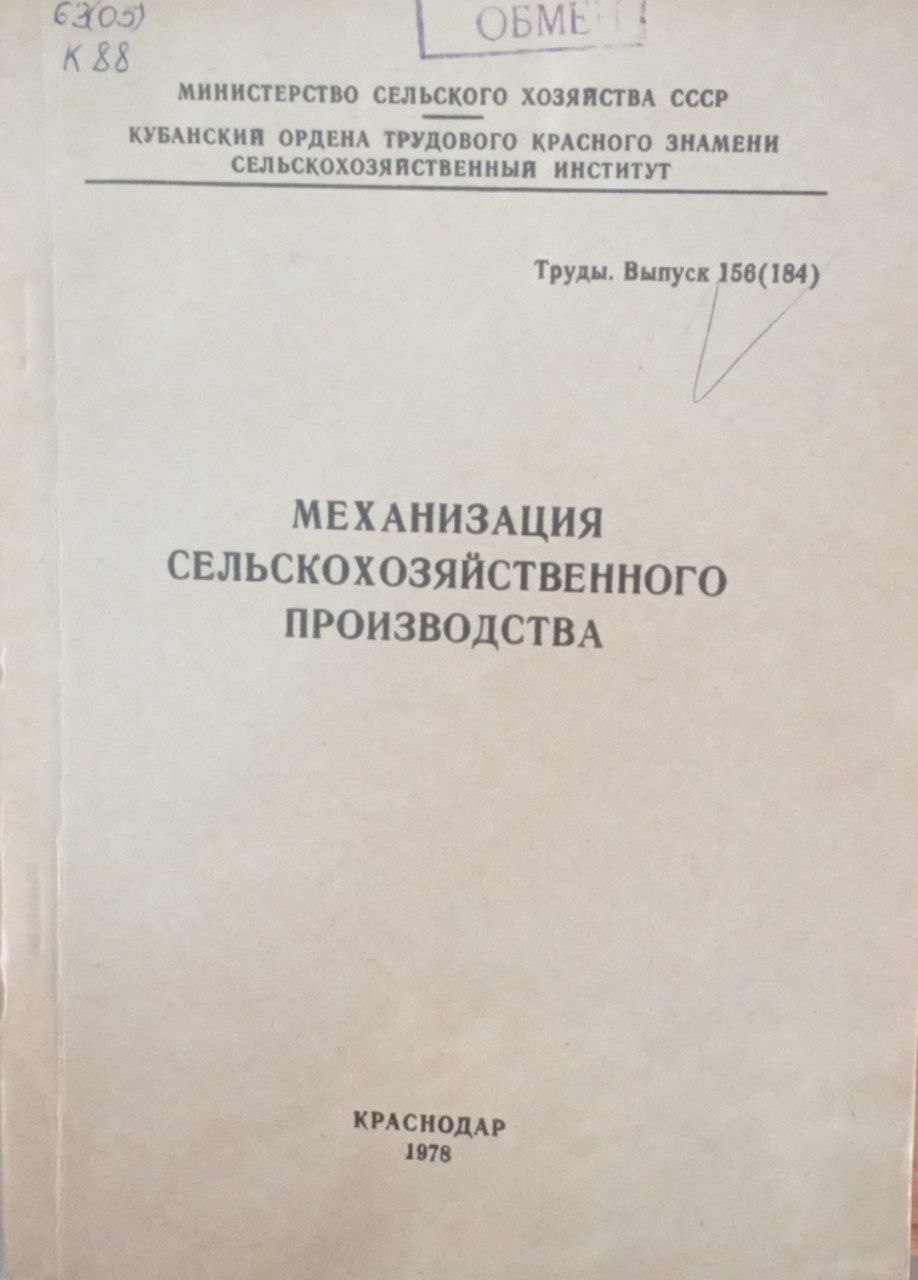 63(05)
К 88
ОБМЕ
МИНИСТЕРСТВО СЕЛЬСКОГО ХОЗЯЙСТВА СССР
КУБАНСКИЙ ОРДЕНА ТРУДОВОГО КРАСНОГО ЗНАМЕНИ
СЕЛЬСКОХОЗЯЙСТВЕННЫЙ ИНСТИТУТ
Труды. Выпуск 156(184)
МЕХАНИЗАЦИЯ
СЕЛЬСКОХОЗЯЙСТВЕННОГО
ПРОИЗВОДСТВА
КРАСНОДАР
1978